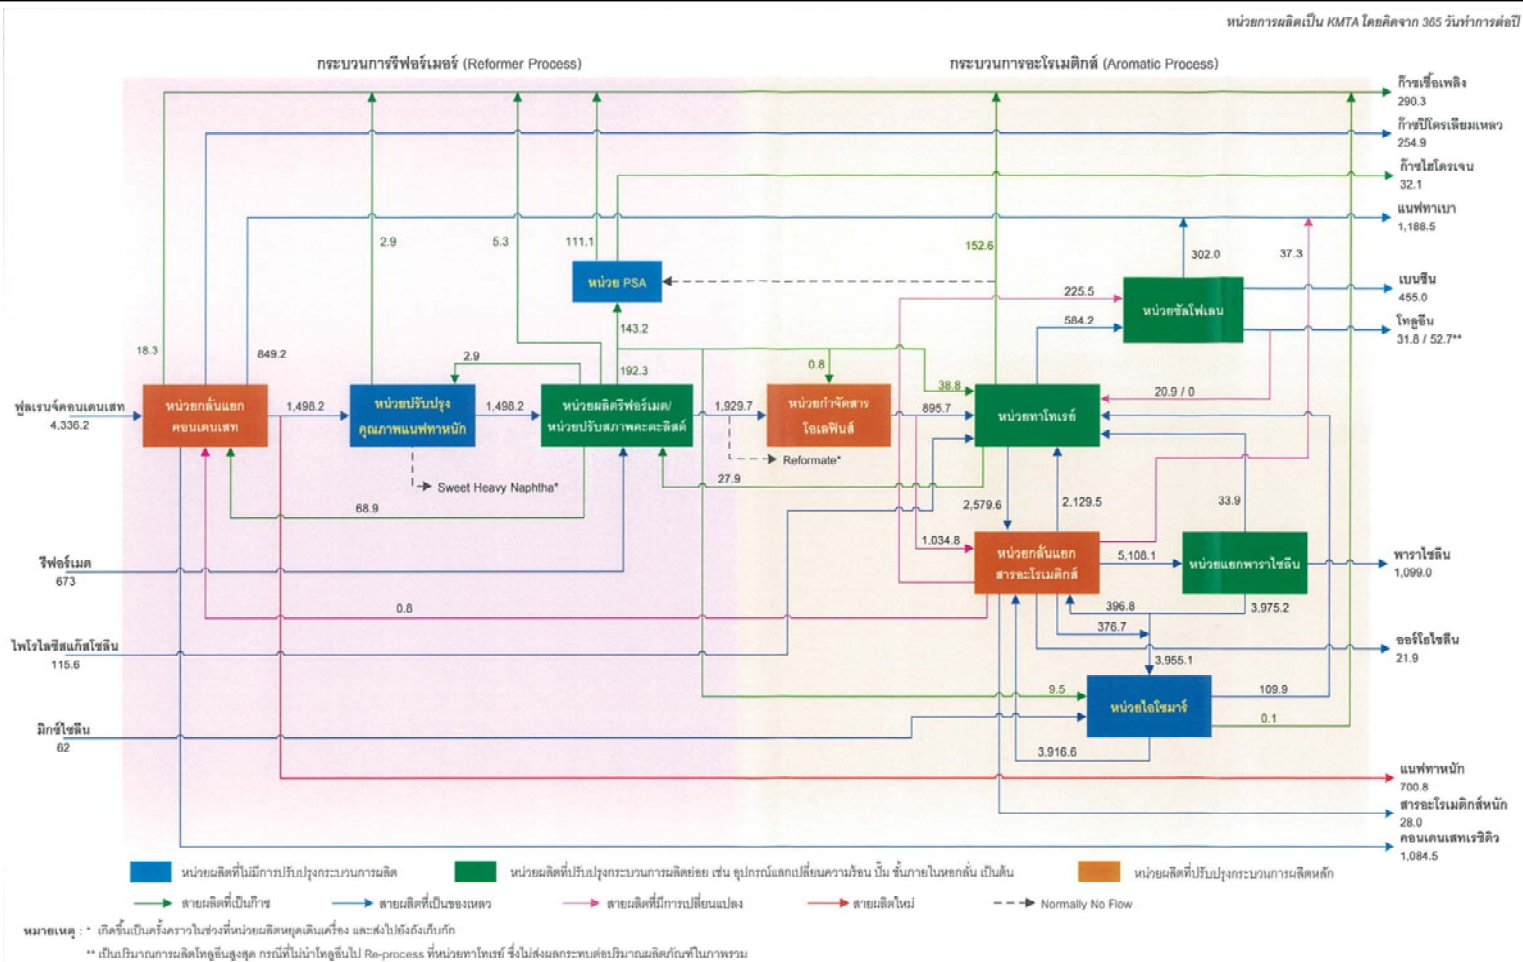 หน่วยการผลิตเป็น KMTA โดยคิดจาก 365 วันทำการต่อปี
กระบวนการรีฟอร์เมอร์ (Reformer Process)
กระบวนการอะโรเมติกส์ (Aromatic Process)
ก๊าซเชื้อเพลิง
290.3
ก๊าซปิโตรเลียมเหลว
254.9
ก๊าซไฮโดรเจน
32.1
แนฟทาเบา
1,188.5
2.9
5.3
111.1
152.6
302.0
37.3
หน่วย PSA
225.5
หน่วยซัลโฟเลน
เบนซีน
455.0
584.2
โทลูอีน
31.8 / 52.7**
143.2
18.3
849.2
2.9
192.3
0.8
38.8
20.9 / 0
ฟูลเรนจ์คอนเดนเสท
4,336.2
หน่วยกลั่นแยก
คอนเดนเสท
1,498.2
หน่วยปรับปรุง
คุณภาพแนฟทาหนัก
1,498.2
หน่วยผลิตรีฟอร์เมต/
หน่วยปรับสภาพคะตะลิสต์
1,929.7
หน่วยกำจัดสาร
โอเลฟินส์
895.7
หน่วยทาโทเรย์
Reformate*
Sweet Heavy Naphtha*
27.9
68.9
2,579.6
2,129.5
33.9
1,034.8
หน่วยกลั่นแยก
สารอะโรเมติกส์
5,108.1
หน่วยแยกพาราไซลีน
พาราไซลีน
1,099.0
รีฟอร์เมต
673
0.8
396.8
3,975.2
376.7
ไพโรไลซีสแก๊สโซลีน
115.6
ออร์โธไซลีน
21.9
3,955.1
9.5
หน่วยไอโซมาร์
109.9
0.1
มิกซ์ไซลีน
62
3,916.6
แนฟทาหนัก
700.8
สารอะโรเมติกส์หนัก
28.0
คอนเดนเสทเรซิดิว
1,084.5
หน่วยผลิตที่ไม่มีการปรับปรุงกระบวนการผลิต
หน่วยผลิตที่ปรับปรุงกระบวนการผลิตย่อย เช่น อุปกรณ์แลกเปลี่ยนความร้อน ปั๊ม ชั้นภายในหอกลั่น เป็นต้น
หน่วยผลิตที่ปรับปรุงกระบวนการผลิตหลัก
สายผลิตที่เป็นก๊าซ
สายผลิตที่เป็นของเหลว
สายผลิตที่มีการเปลี่ยนแปลง
สายผลิตใหม่
Normally No Flow
หมายเหตุ : * เกิดขึ้นเป็นครั้งคราวในช่วงที่หน่วยผลิตหยุดเดินเครื่อง และส่งไปยังถังเก็บกัก
** เป็นปริมาณการผลิตโทลูอีนสูงสุด กรณีที่ไม่นำโทลูอีนไป Re-process ที่หน่วยทาโทเรย์ ซึ่งไม่ส่งผลกระทบต่อปริมาณผลิตภัณฑ์ในภาพรวม